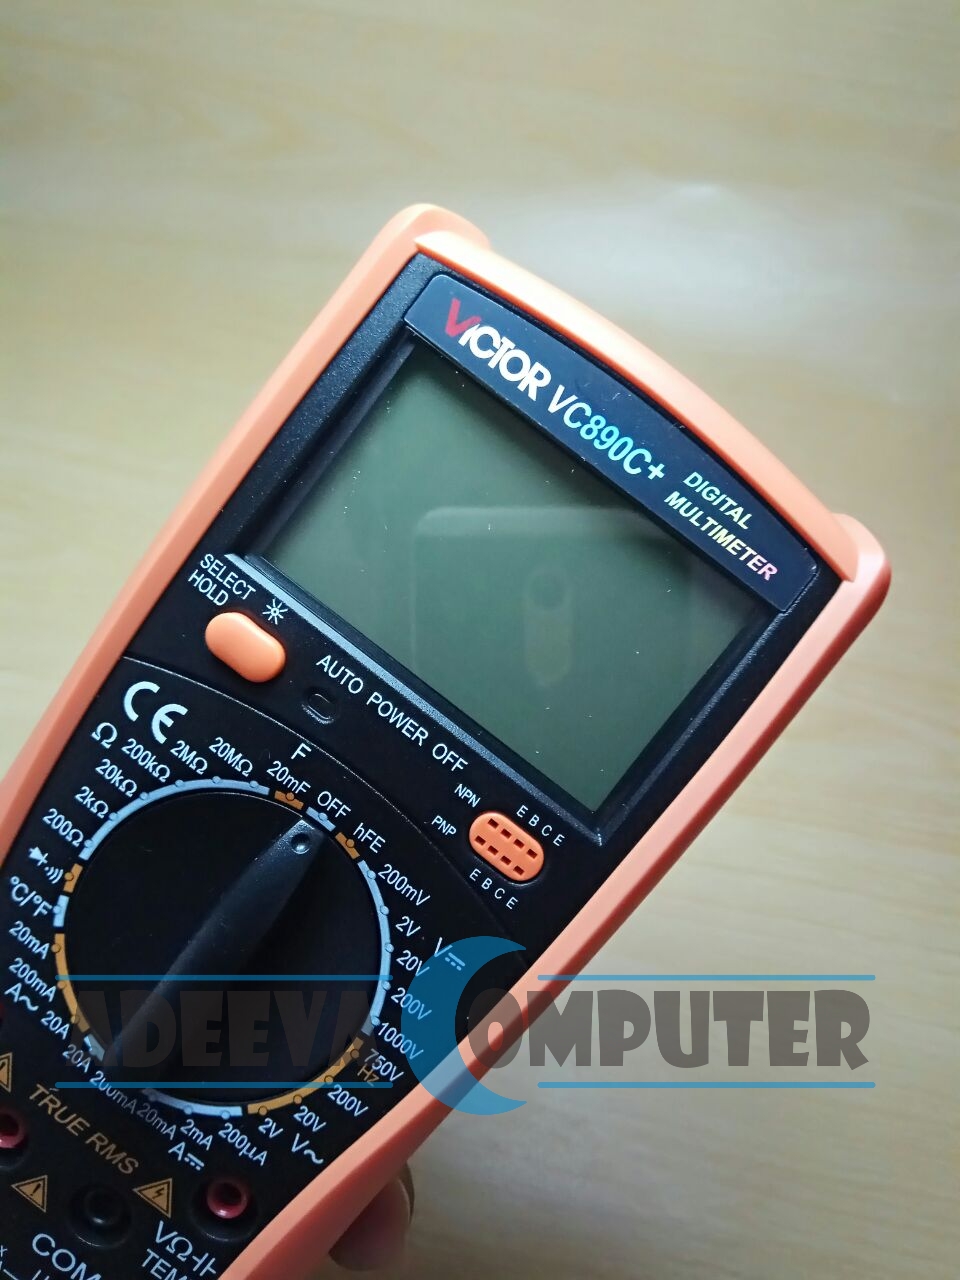 VICTOR VC890C+ DIGITAL
MULTIMETER
SELECT
HOLD
AUTO POWER OFF
NPN
E B C E
PNP
E B C E
CE
F
20mF
OFF
hFE
200mV
2V
20V
200V
1000V
V⎓
750V
Hz
200V
20V
2V
V~
200µA
2mA
20mA
200mA
A⎓
20A
20A
A~
200mA
20mA
°C/°F
200Ω
2kΩ
20kΩ
200kΩ
2MΩ
20MΩ
Ω
TRUE RMS
COM
VΩ
ADEEVA COMPUTER